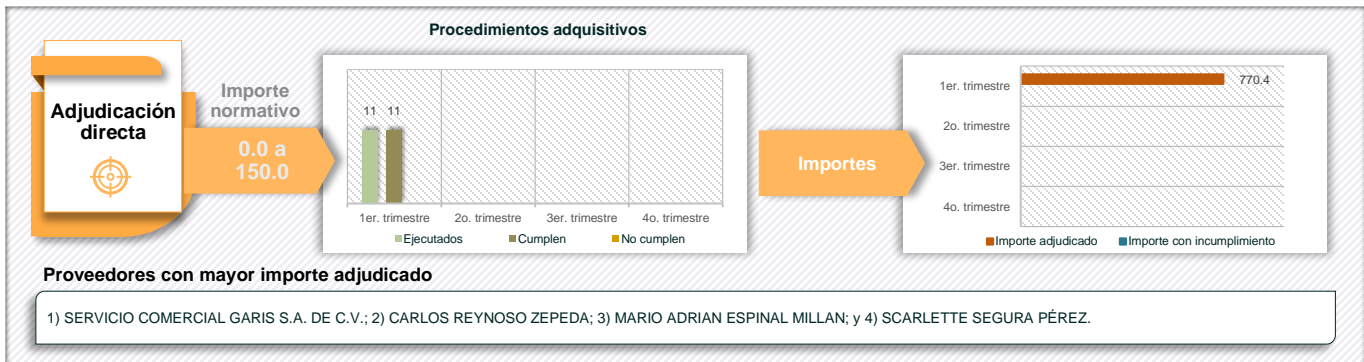 Procedimientos adquisitivos
Adjudicación
directa
Importe
normativo
0.0 a
150.0
11 11
1er. trimestre 2o. trimestre 3er. trimestre 4o. trimestre
Ejecutados Cumplen No cumplen
Importes
1er. trimestre 770.4
2o. trimestre
3er. trimestre
4o. trimestre
Importe adjudicado Importe con incumplimiento
Proveedores con mayor importe adjudicado
1) SERVICIO COMERCIAL GARIS S.A. DE C.V.; 2) CARLOS REYNOSO ZEPEDA; 3) MARIO ADRIAN ESPINAL MILLAN; y 4) SCARLETTE SEGURA PÉREZ.